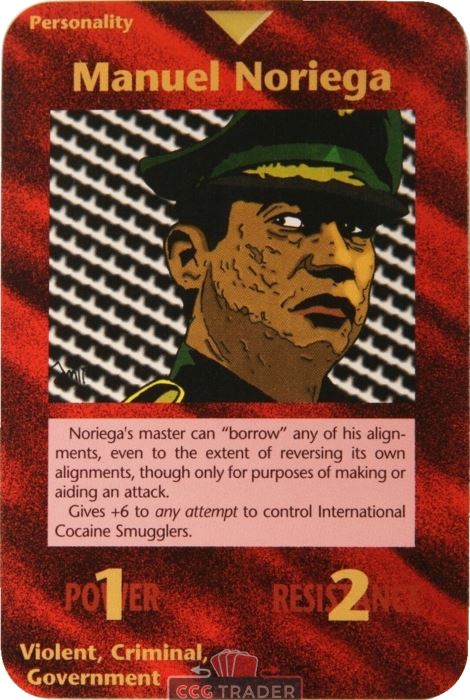 Personality
Manuel Noriega
Noriega's master can “borrow” any of his align-
ments, even to the extent of reversing its own
alignments, though only for purposes of making or
aiding an attack.
Gives +6 to any attempt to control International
Cocaine Smugglers.
POWER 1
RESISTANCE 2
Violent, Criminal,
Government
CCG TRADER